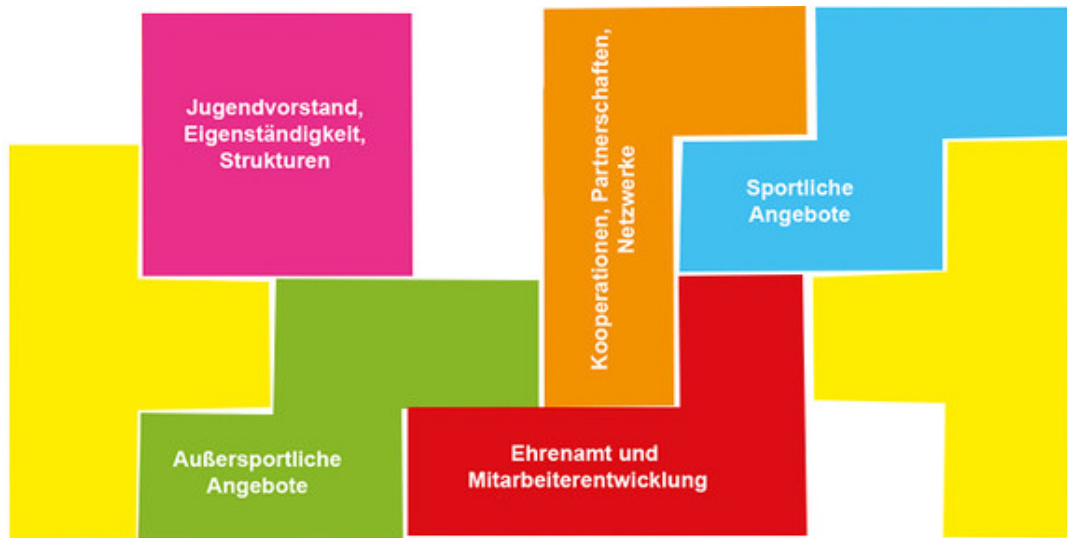 Jugendvorstand,
Eigenständigkeit,
Strukturen
Kooperationen, Partnerschaften,
Netzwerke
Sportliche
Angebote
Außersportliche
Angebote
Ehrenamt und
Mitarbeiterentwicklung